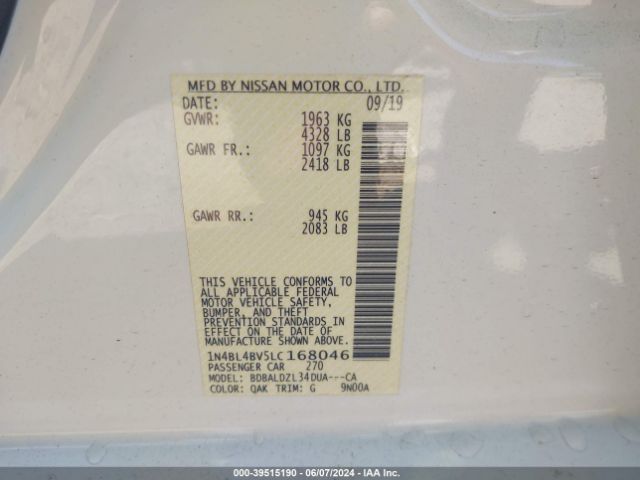 MFD BY NISSAN MOTOR CO., LTD.
DATE: 09/19
GVWR: 1963 KG
4328 LB
GAWR FR.: 1097 KG
2418 LB
GAWR RR.: 945 KG
2083 LB
THIS VEHICLE CONFORMS TO
ALL APPLICABLE FEDERAL
MOTOR VEHICLE SAFETY,
BUMPER, AND THEFT
PREVENTION STANDARDS IN
EFFECT ON THE DATE OF
MANUFACTURE SHOWN ABOVE.
1N4BL4BV5LC168046
PASSENGER CAR 270
MODEL: BDBALDZL34DUA---CA
COLOR: QAK TRIM: G 9N00A
000-39515190 - 06/07/2024 - IAA Inc.